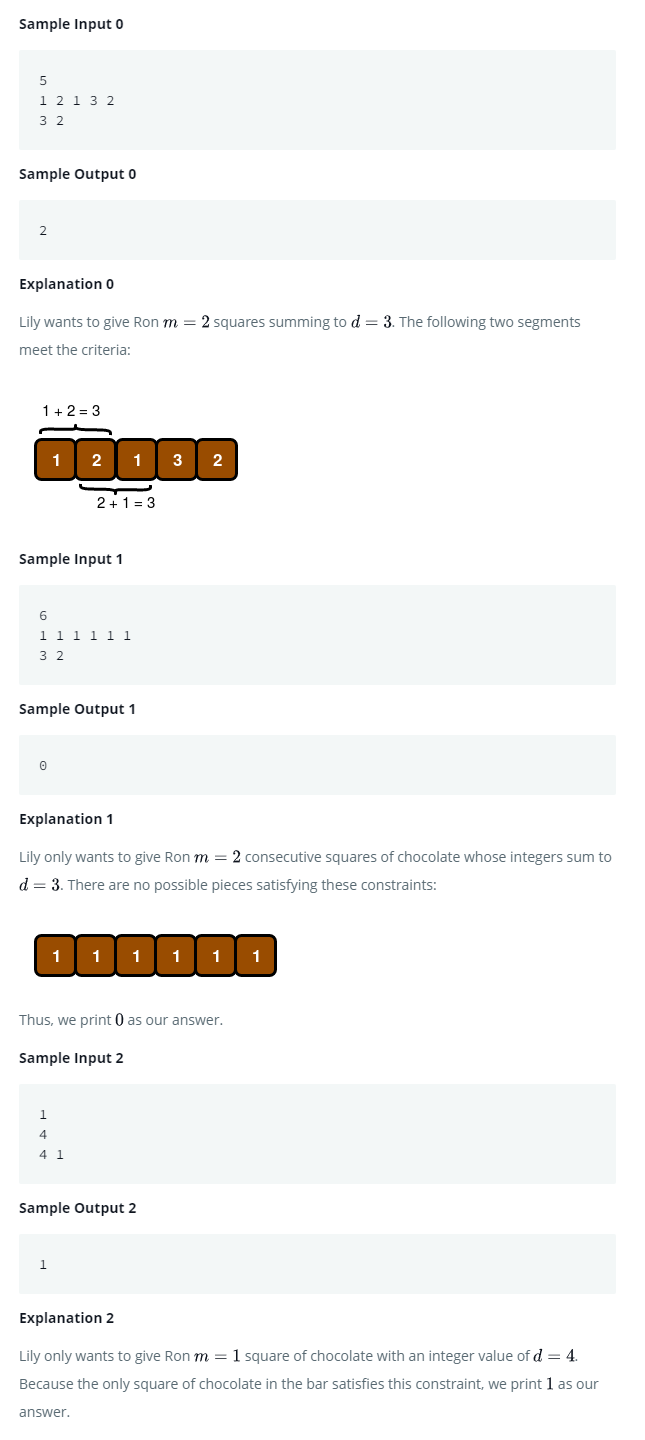 Sample Input 0
5
1 2 1 3 2
3 2
Sample Output 0
2
Explanation 0
Lily wants to give Ron m = 2 squares summing to d = 3. The following two segments
meet the criteria:
1 + 2 = 3
1 2 1 3 2
2 + 1 = 3
Sample Input 1
6
1 1 1 1 1 1
3 2
Sample Output 1
0
Explanation 1
Lily only wants to give Ron m = 2 consecutive squares of chocolate whose integers sum to
d = 3. There are no possible pieces satisfying these constraints:
1 1 1 1 1 1
Thus, we print 0 as our answer.
Sample Input 2
1
4
4 1
Sample Output 2
1
Explanation 2
Lily only wants to give Ron m = 1 square of chocolate with an integer value of d = 4.
Because the only square of chocolate in the bar satisfies this constraint, we print 1 as our
answer.